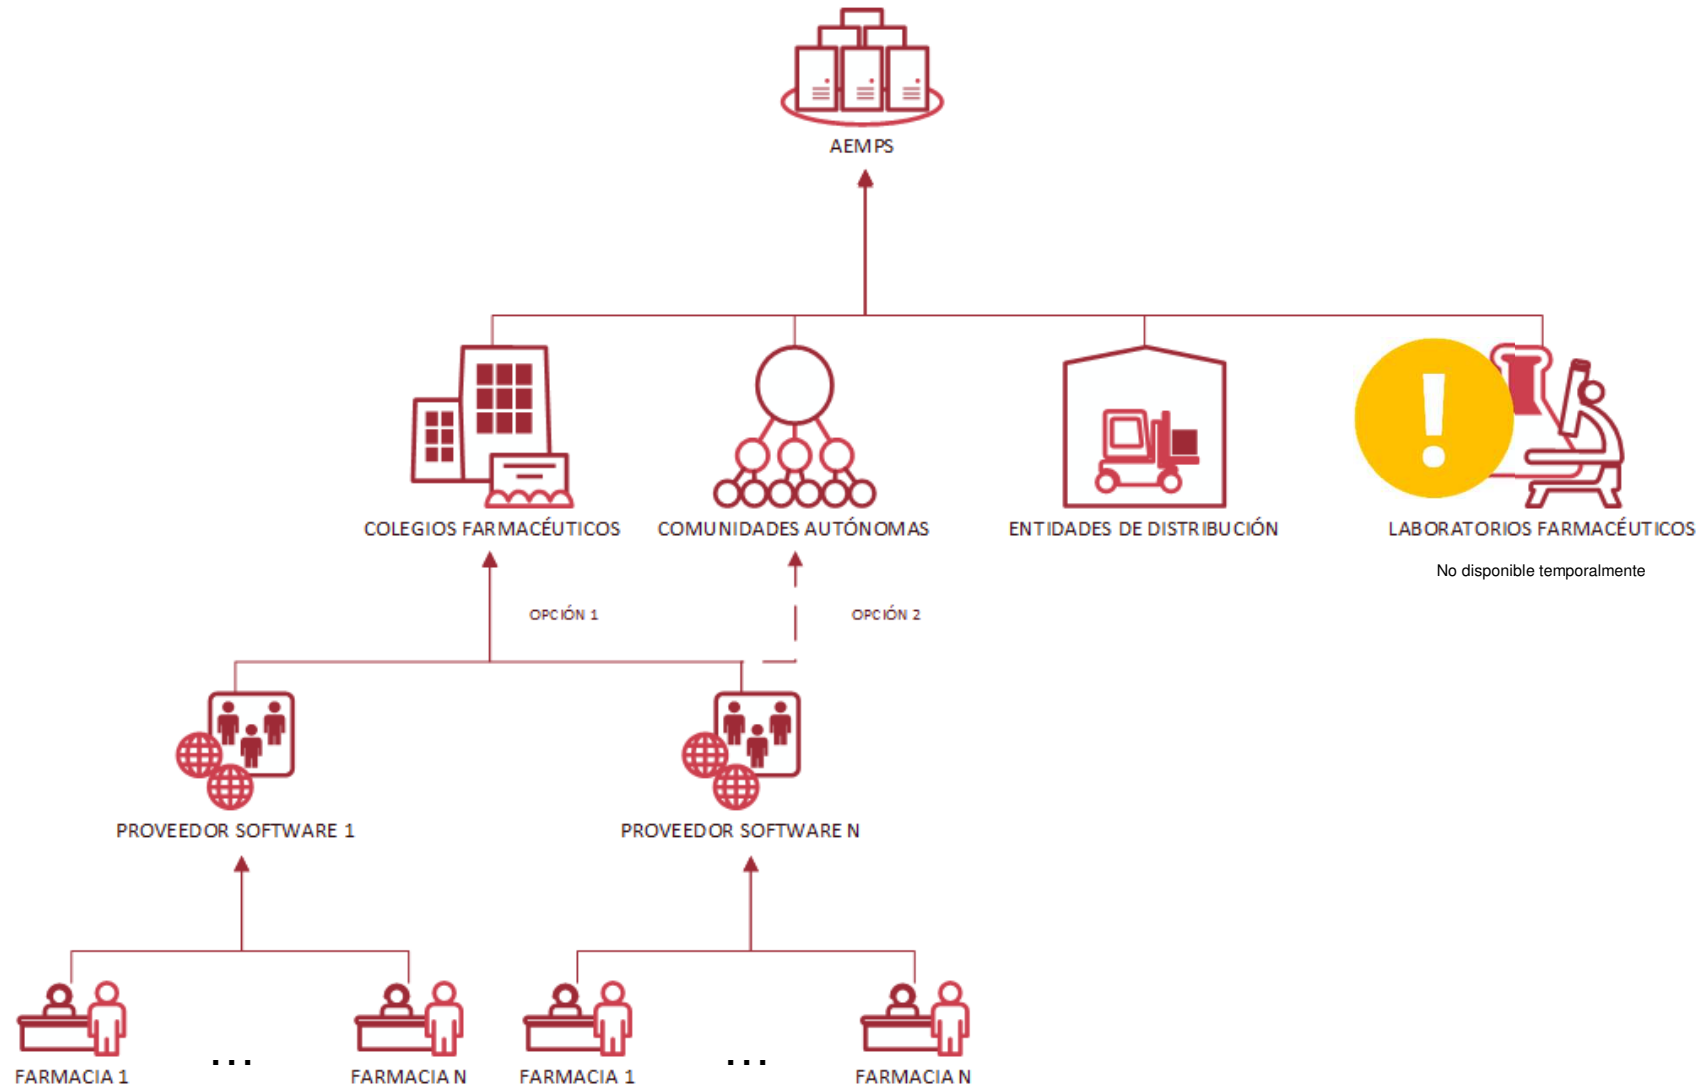 AEMPS
COLEGIOS FARMACÉUTICOS
COMUNIDADES AUTÓNOMAS
ENTIDADES DE DISTRIBUCIÓN
LABORATORIOS FARMACÉUTICOS
No disponible temporalmente
OPCIÓN 1
OPCIÓN 2
PROVEEDOR SOFTWARE 1
PROVEEDOR SOFTWARE N
FARMACIA 1
...
FARMACIA N
FARMACIA 1
...
FARMACIA N